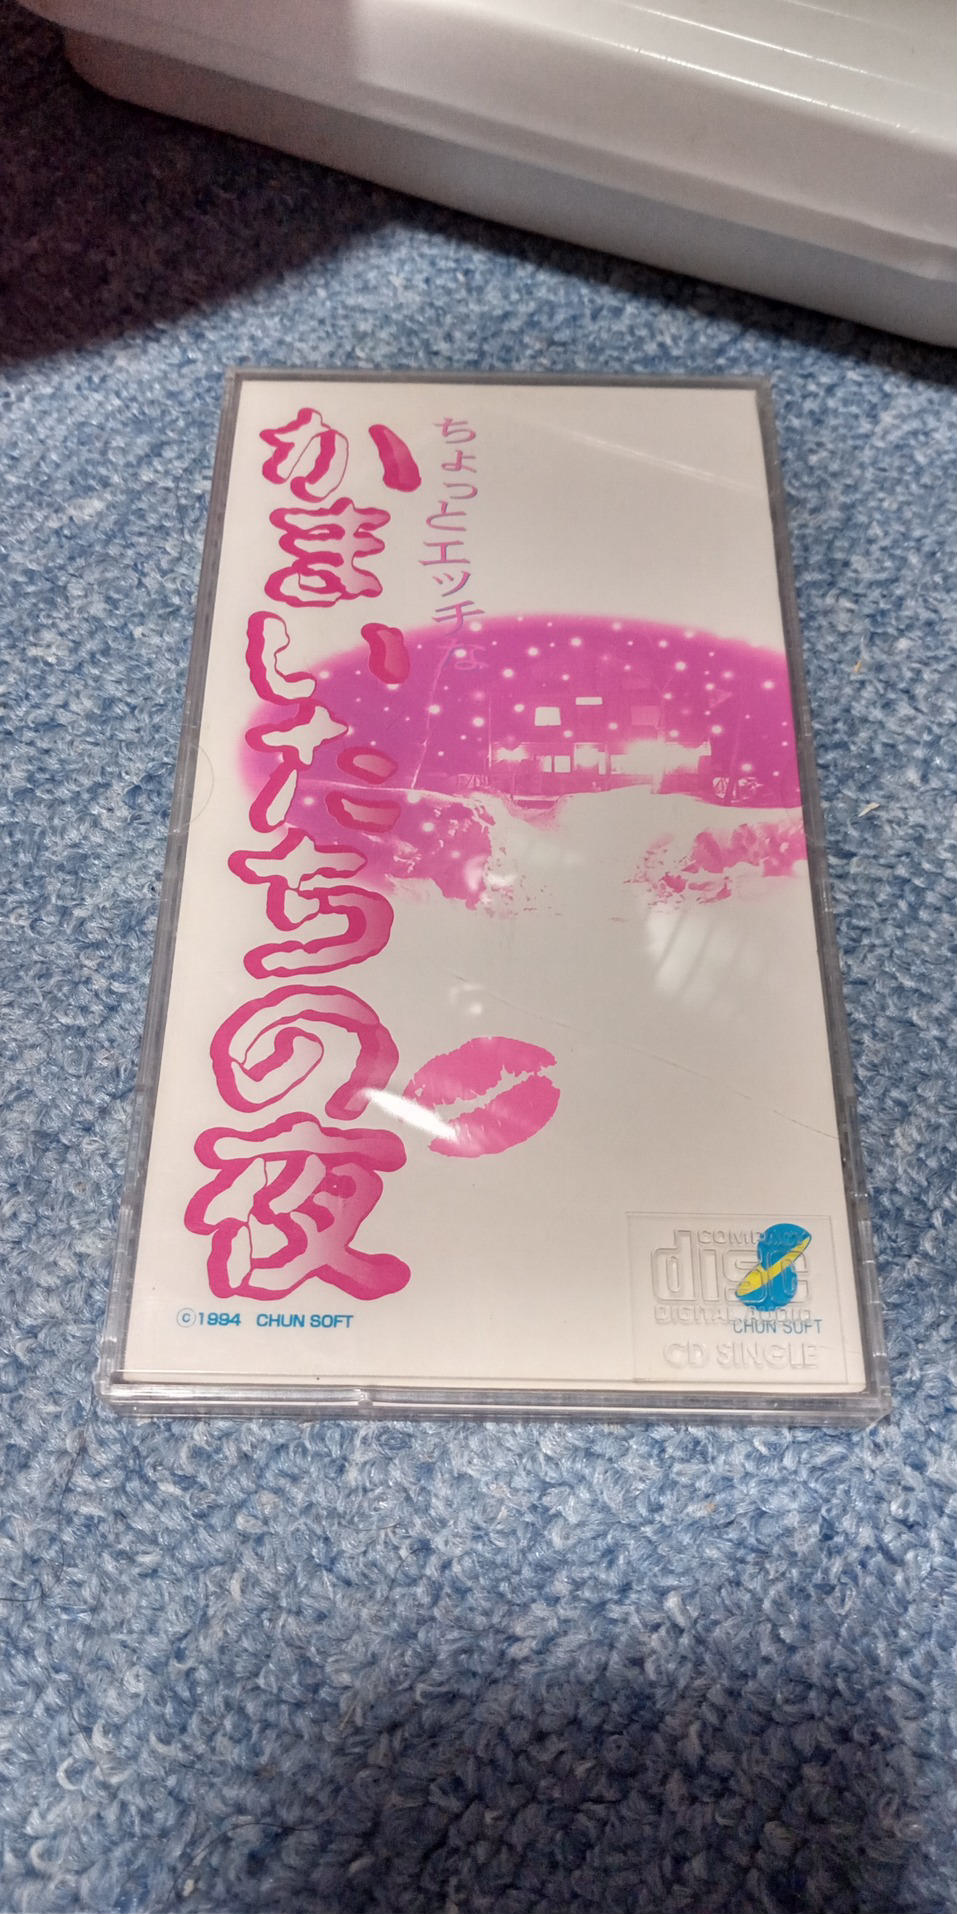 ちょっとエッチな
かまいたちの夜
©1994 CHUN SOFT
COMPACT
disc
DIGITAL AUDIO
CHUN SOFT
CD SINGLE